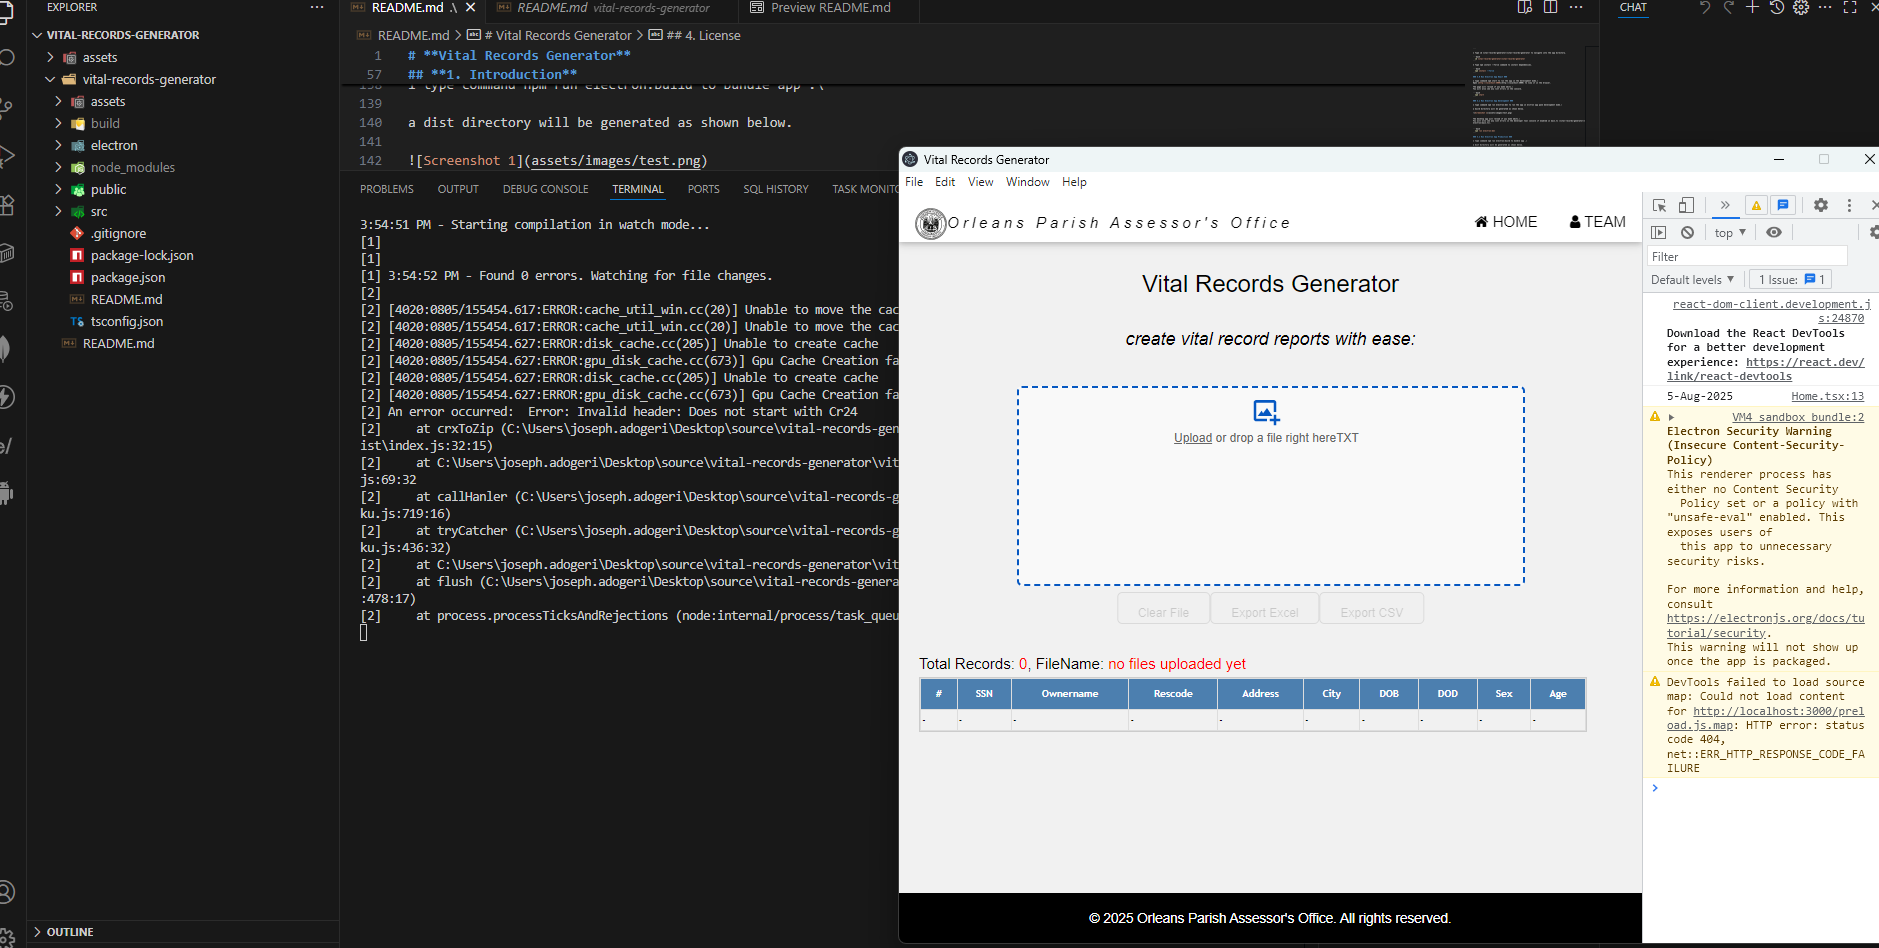 EXPLORER
VITAL-RECORDS-GENERATOR
assets
vital-records-generator
assets
build
electron
node_modules
public
src
.gitignore
package-lock.json
package.json
README.md
tsconfig.json
README.md
OUTLINE
README.md .\
README.md vital-records-generator
Preview README.md
README.md > # Vital Records Generator > ## 4. License
1 # **Vital Records Generator**
57 ## **1. Introduction**
139
140 a dist directory will be generated as shown below.
141
142 ![Screenshot 1](assets/images/test.png)
PROBLEMS OUTPUT DEBUG CONSOLE TERMINAL PORTS SQL HISTORY TASK MONITO
3:54:51 PM - Starting compilation in watch mode...
[1]
[1]
[1] 3:54:52 PM - Found 0 errors. Watching for file changes.
[2]
[2] [4020:0805/155454.617:ERROR:cache_util_win.cc(20)] Unable to move the cac
[2] [4020:0805/155454.617:ERROR:cache_util_win.cc(20)] Unable to move the cac
[2] [4020:0805/155454.627:ERROR:disk_cache.cc(205)] Unable to create cache
[2] [4020:0805/155454.627:ERROR:gpu_disk_cache.cc(673)] Gpu Cache Creation fa
[2] [4020:0805/155454.627:ERROR:disk_cache.cc(205)] Unable to create cache
[2] [4020:0805/155454.627:ERROR:gpu_disk_cache.cc(673)] Gpu Cache Creation fa
[2] An error occurred:  Error: Invalid header: Does not start with Cr24
[2]     at crxToZip (C:\Users\joseph.adogeri\Desktop\source\vital-records-gen
ist\index.js:32:15)
[2]     at C:\Users\joseph.adogeri\Desktop\source\vital-records-generator\vit
js:69:32
[2]     at callHanler (C:\Users\joseph.adogeri\Desktop\source\vital-records-g
ku.js:719:16)
[2]     at tryCatcher (C:\Users\joseph.adogeri\Desktop\source\vital-records-g
ku.js:436:32)
[2]     at C:\Users\joseph.adogeri\Desktop\source\vital-records-generator\vit
[2]     at flush (C:\Users\joseph.adogeri\Desktop\source\vital-records-genera
:478:17)
[2]     at process.processTicksAndRejections (node:internal/process/task_queu
CHAT
Vital Records Generator
File Edit View Window Help
Orleans Parish Assessor's Office
HOME
TEAM
Vital Records Generator
create vital record reports with ease:
Upload or drop a file right hereTXT
Clear File
Export Excel
Export CSV
Total Records: 0, FileName: no files uploaded yet
# SSN Ownername Rescode Address City DOB DOD Sex Age
- - - - - - - - - -
© 2025 Orleans Parish Assessor's Office. All rights reserved.
top
Filter
Default levels
1 Issue: 1
react-dom-client.development.j
s:24870
Download the React DevTools
for a better development
experience: https://react.dev/
link/react-devtools
5-Aug-2025 Home.tsx:13
VM4 sandbox bundle:2
Electron Security Warning
(Insecure Content-Security-
Policy)
This renderer process has
either no Content Security
Policy set or a policy with
"unsafe-eval" enabled. This
exposes users of
this app to unnecessary
security risks.
For more information and help,
consult
https://electronjs.org/docs/tu
torial/security.
This warning will not show up
once the app is packaged.
DevTools failed to load source
map: Could not load content
for http://localhost:3000/prel
oad.js.map: HTTP error: status
code 404,
net::ERR_HTTP_RESPONSE_CODE_FA
ILURE